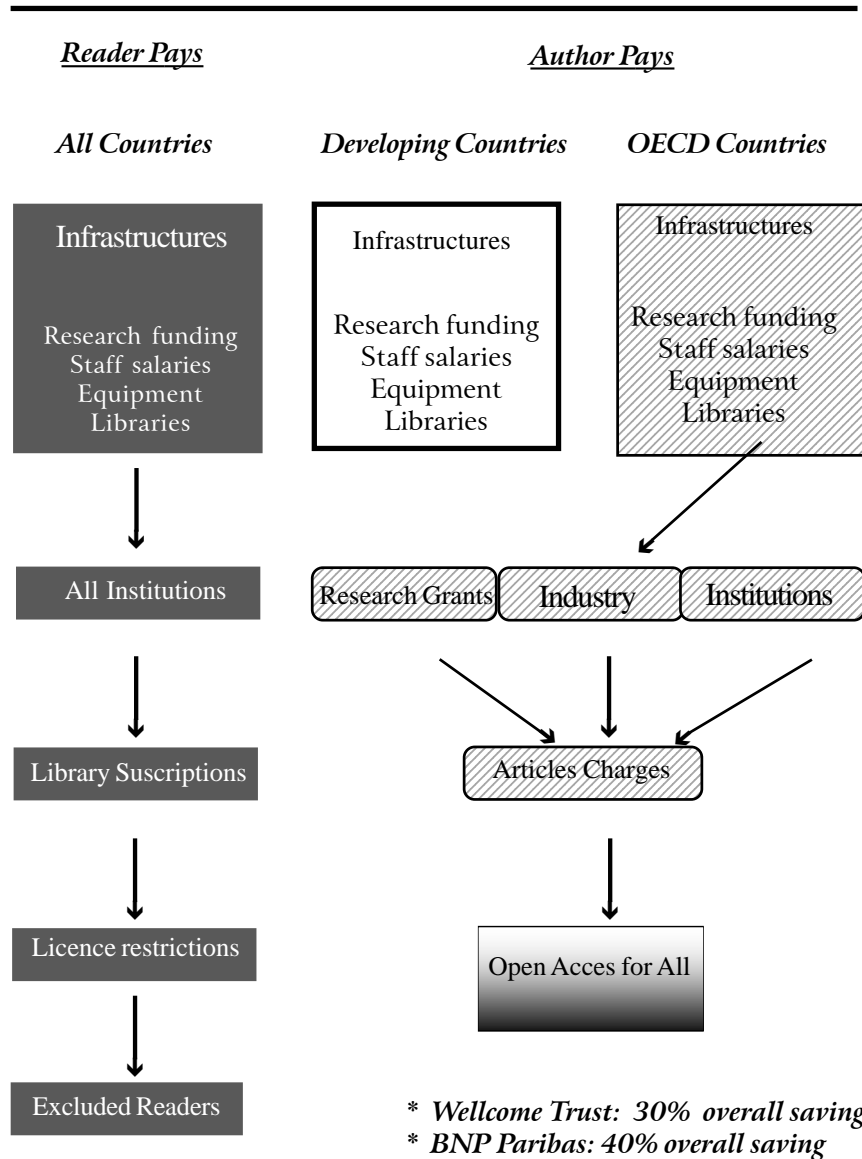 Reader Pays
Author Pays
All Countries
Developing Countries
OECD Countries
Infrastructures
Research funding
Staff salaries
Equipment
Libraries
Infrastructures
Research funding
Staff salaries
Equipment
Libraries
Infrastructures
Research funding
Staff salaries
Equipment
Libraries
All Institutions
Research Grants
Industry
Institutions
Library Suscriptions
Articles Charges
Licence restrictions
Open Acces for All
Excluded Readers
* Wellcome Trust: 30% overall saving
* BNP Paribas: 40% overall saving